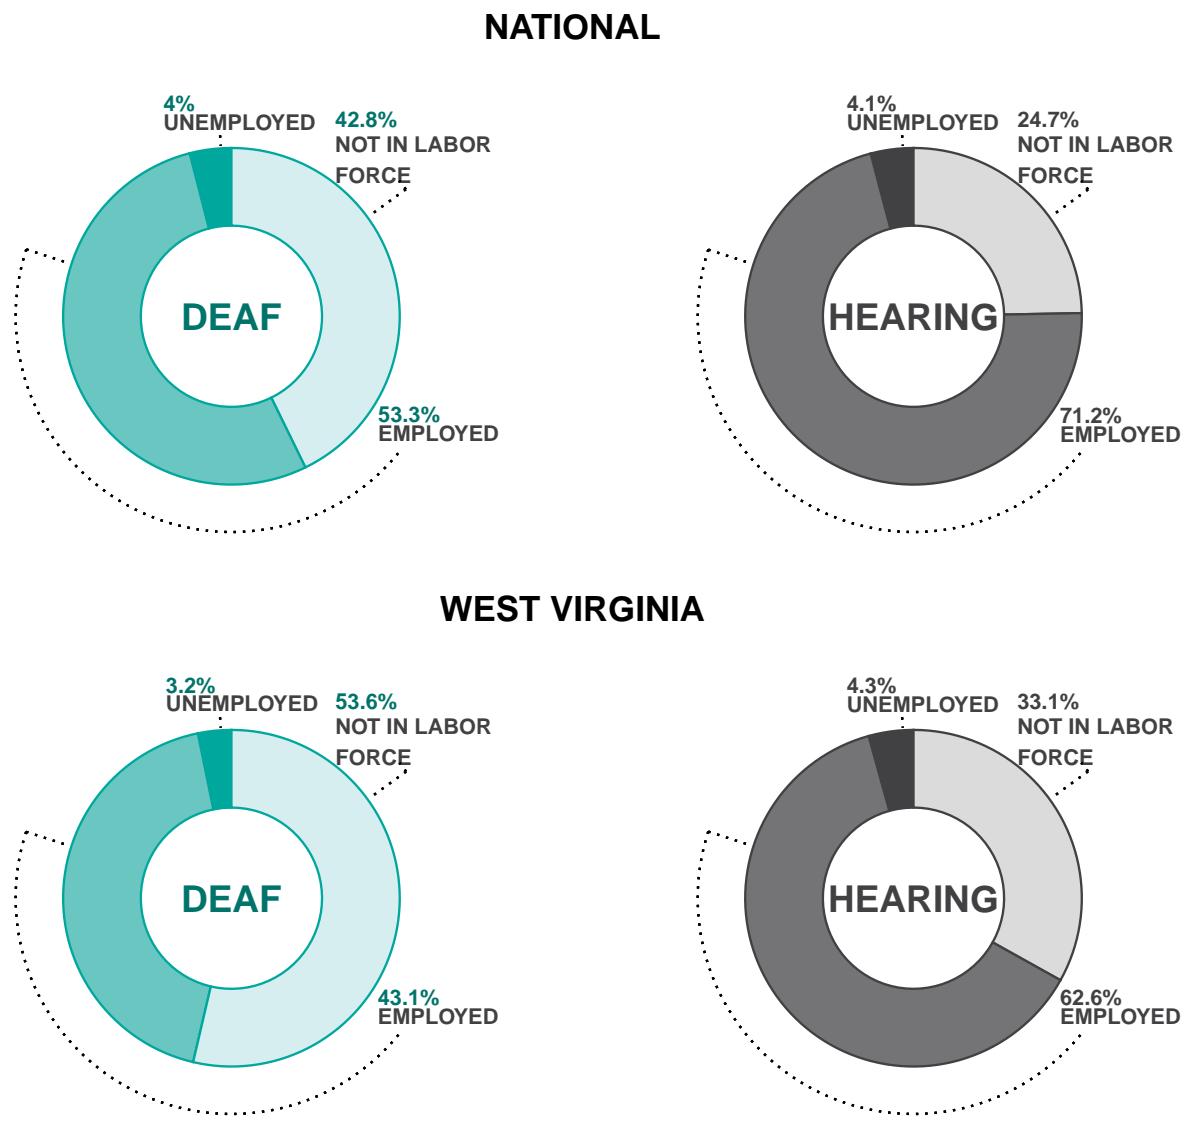 NATIONAL
4%
UNEMPLOYED
42.8%
NOT IN LABOR
FORCE
DEAF
53.3%
EMPLOYED
4.1%
UNEMPLOYED
24.7%
NOT IN LABOR
FORCE
HEARING
71.2%
EMPLOYED
WEST VIRGINIA
3.2%
UNEMPLOYED
53.6%
NOT IN LABOR
FORCE
DEAF
43.1%
EMPLOYED
4.3%
UNEMPLOYED
33.1%
NOT IN LABOR
FORCE
HEARING
62.6%
EMPLOYED